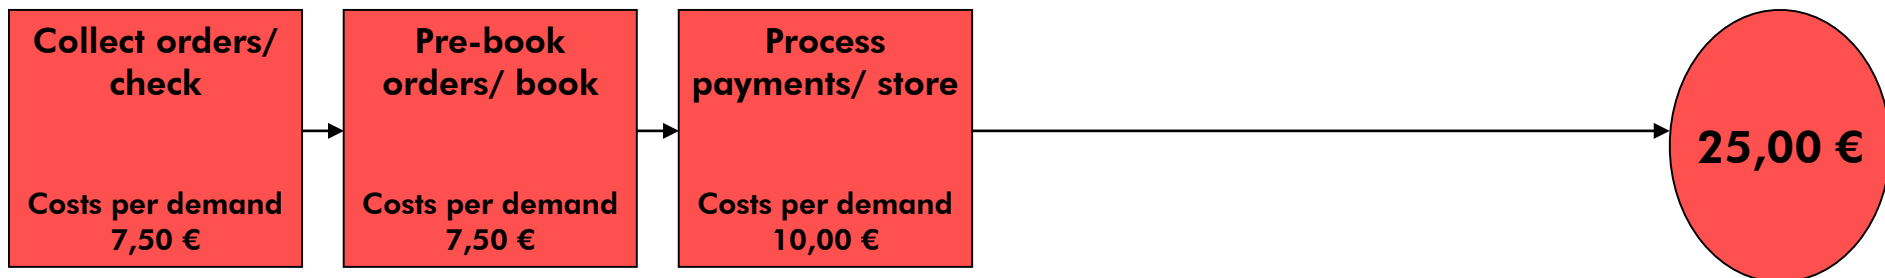 Collect orders/
check
Costs per demand
7,50 €
Pre-book
orders/ book
Costs per demand
7,50 €
Process
payments/ store
Costs per demand
10,00 €
25,00 €